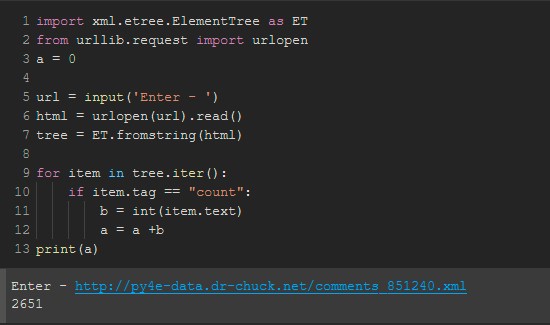 1 import xml.etree.ElementTree as ET
2 from urllib.request import urlopen
3 a = 0
4
5 url = input('Enter - ')
6 html = urlopen(url).read()
7 tree = ET.fromstring(html)
8
9 for item in tree.iter():
10 if item.tag == "count":
11 b = int(item.text)
12 a = a +b
13 print(a)
Enter - http://py4e-data.dr-chuck.net/comments_851240.xml
2651